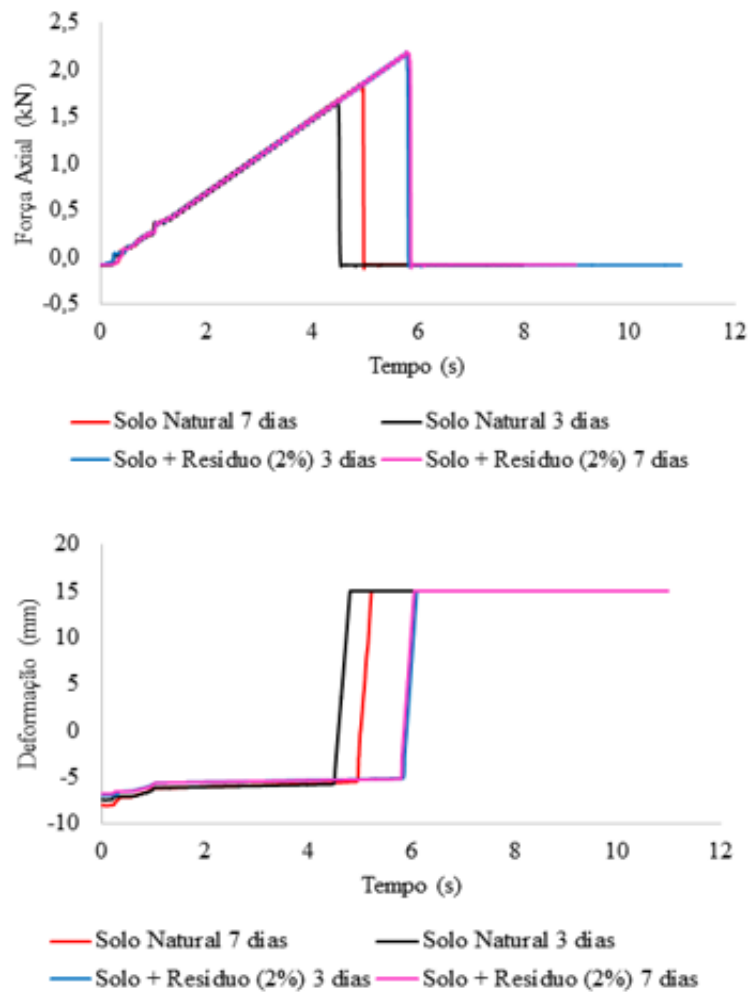 2,5
2,0
1,5
1,0
0,5
0,0
-0,5
Força Axial (kN)
0 2 4 6 8 10 12
Tempo (s)
Solo Natural 7 dias Solo Natural 3 dias
Solo + Residuo (2%) 3 dias Solo + Residuo (2%) 7 dias
20
15
10
5
0
-5
-10
Deformação (mm)
0 2 4 6 8 10 12
Tempo (s)
Solo Natural 7 dias Solo Natural 3 dias
Solo + Residuo (2%) 3 dias Solo + Residuo (2%) 7 dias